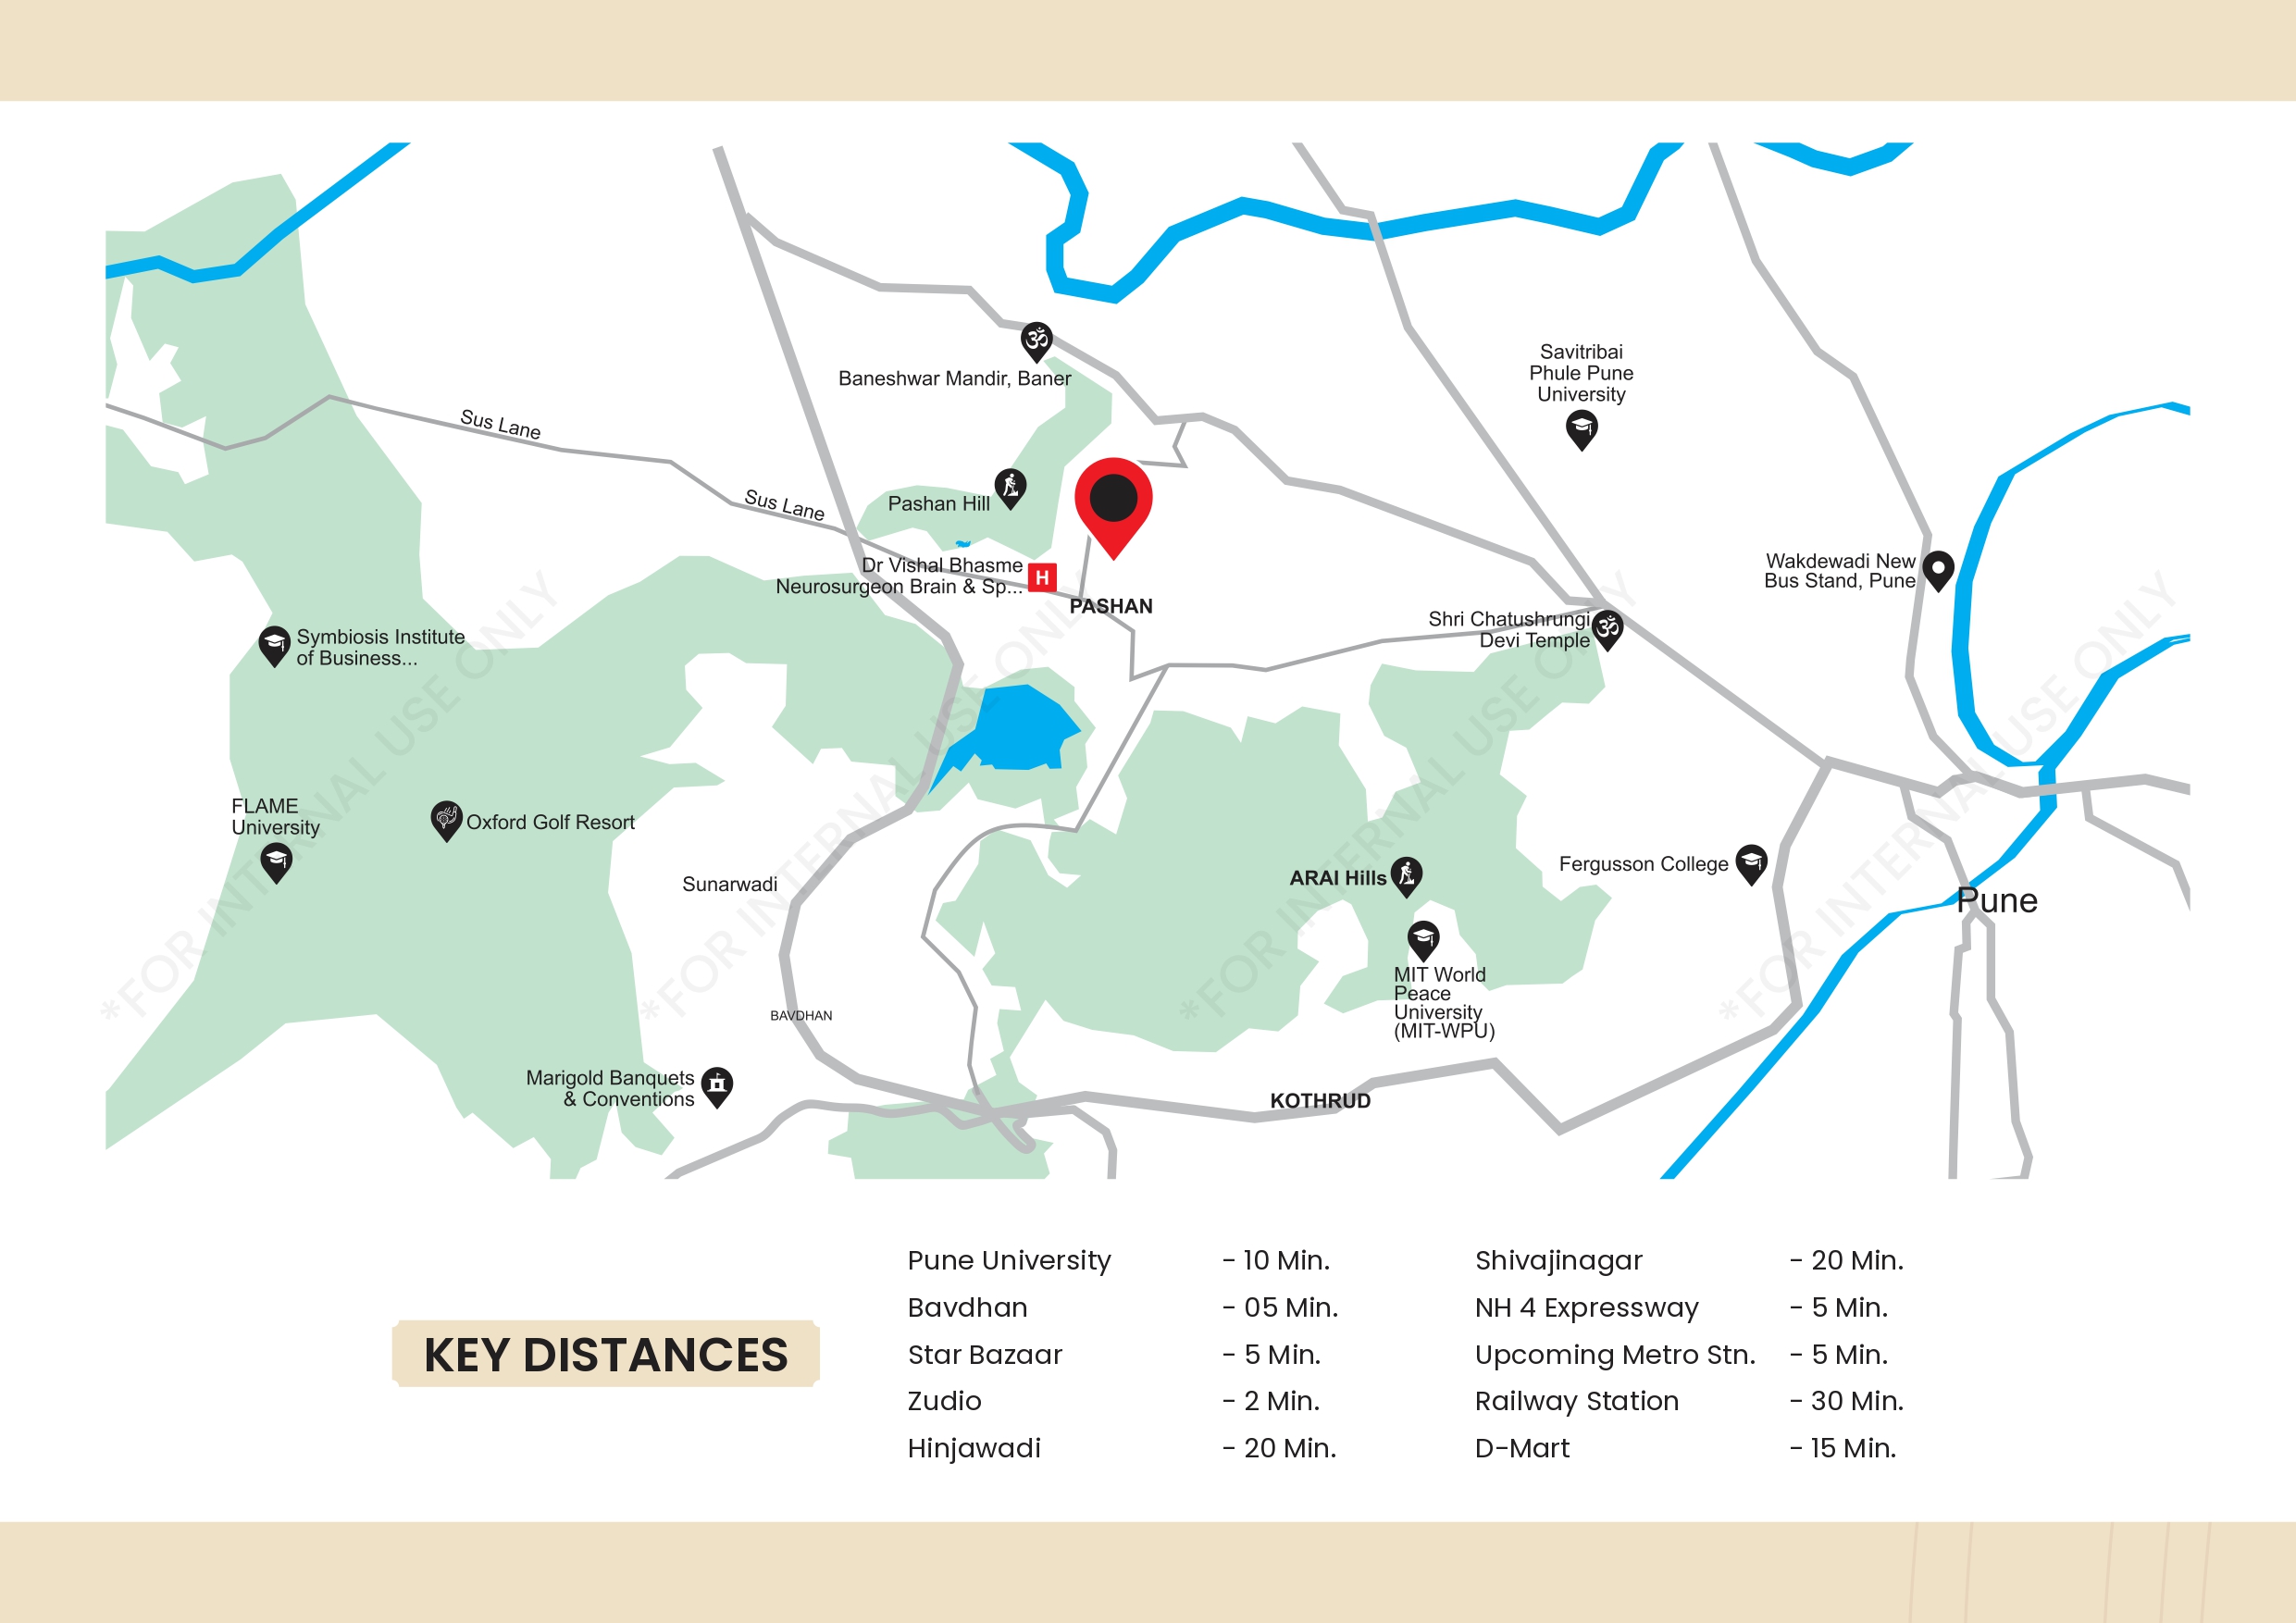 Baneshwar Mandir, Baner
Savitribai
Phule Pune
University
Sus Lane
Sus Lane
Pashan Hill
Dr Vishal Bhasme
Neurosurgeon Brain & Sp...
H
PASHAN
Wakdewadi New
Bus Stand, Pune
Shri Chatushrungi
Devi Temple
Symbiosis Institute
of Business...
FLAME
University
Oxford Golf Resort
Sunarwadi
ARAI Hills
Fergusson College
Pune
MIT World
Peace
University
(MIT-WPU)
BAVDHAN
Marigold Banquets
& Conventions
KOTHRUD
*FOR INTERNAL USE ONLY
*FOR INTERNAL USE ONLY
*FOR INTERNAL USE ONLY
*FOR INTERNAL USE ONLY
KEY DISTANCES
Pune University - 10 Min.
Bavdhan - 05 Min.
Star Bazaar - 5 Min.
Zudio - 2 Min.
Hinjawadi - 20 Min.
Shivajinagar - 20 Min.
NH 4 Expressway - 5 Min.
Upcoming Metro Stn. - 5 Min.
Railway Station - 30 Min.
D-Mart - 15 Min.